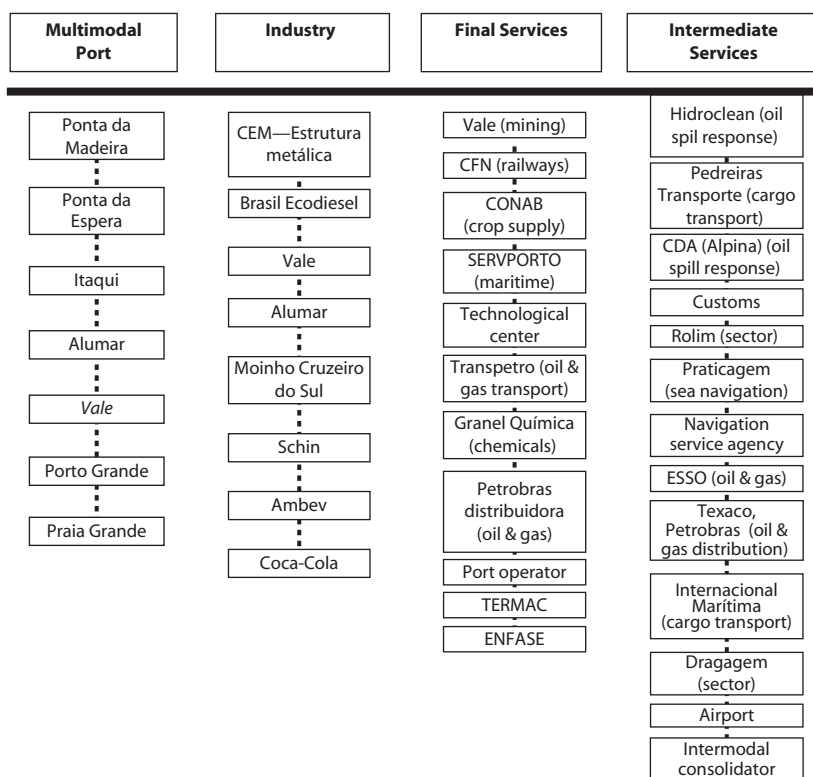 Multimodal
Port
Industry
Final Services
Intermediate
Services
Ponta da
Madeira
Ponta da
Espera
Itaqui
Alumar
Vale
Porto Grande
Praia Grande
CEM—Estrutura
metálica
Brasil Ecodiesel
Vale
Alumar
Moinho Cruzeiro
do Sul
Schin
Ambev
Coca-Cola
Vale (mining)
CFN (railways)
CONAB
(crop supply)
SERVPORTO
(maritime)
Technological
center
Transpetro (oil &
gas transport)
Granel Química
(chemicals)
Petrobras
distribuidora
(oil & gas)
Port operator
TERMAC
ENFASE
Hidroclean (oil
spil response)
Pedreiras
Transporte (cargo
transport)
CDA (Alpina) (oil
spill response)
Customs
Rolim (sector)
Praticagem
(sea navigation)
Navigation
service agency
ESSO (oil & gas)
Texaco,
Petrobras (oil &
gas distribution)
Internacional
Marítima
(cargo transport)
Dragagem
(sector)
Airport
Intermodal
consolidator